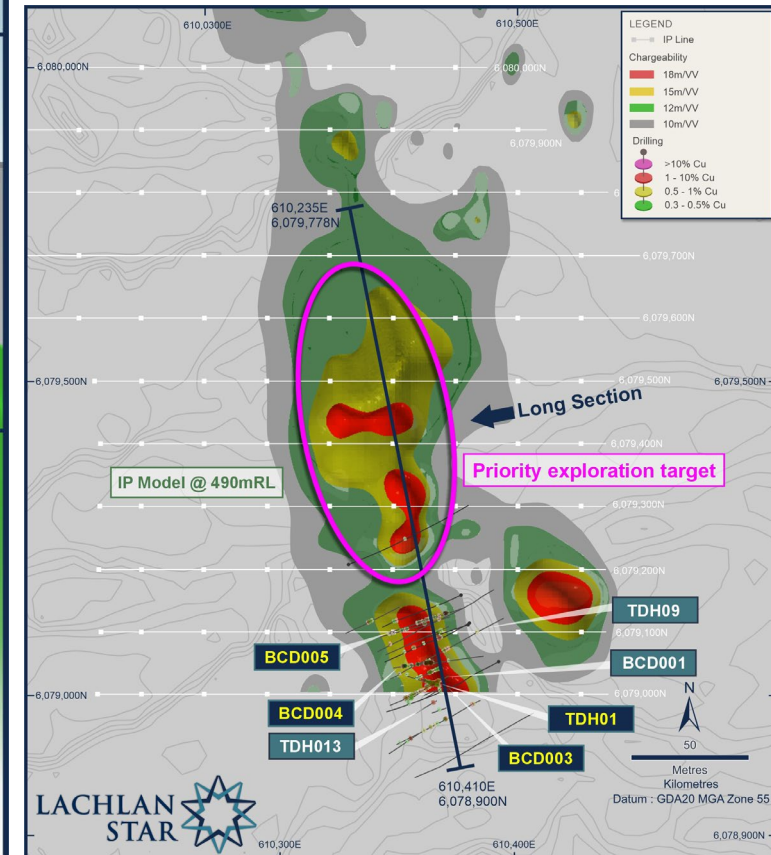 610,0300E
610,500E
6,080,000N
6,080,000N
LEGEND
IP Line
Chargeability
18m/VV
15m/VV
12m/VV
10m/VV
Drilling
>10% Cu
1 - 10% Cu
0.5 - 1% Cu
0.3 - 0.5% Cu
6,079,900N
610,235E
6,079,778N
6,079,700N
6,079,600N
6,079,500N
6,079,500N
6,079,500N
Long Section
6,079,400N
Priority exploration target
IP Model @ 490mRL
6,079,300N
6,079,200N
TDH09
6,079,100N
BCD005
BCD001
6,079,000N
6,079,000N
BCD004
TDH01
N
TDH013
BCD003
50
Metres
Kilometres
Datum : GDA20 MGA Zone 55
610,410E
6,078,900N
LACHLAN
STAR
610,300E
610,400E
6,078,900N